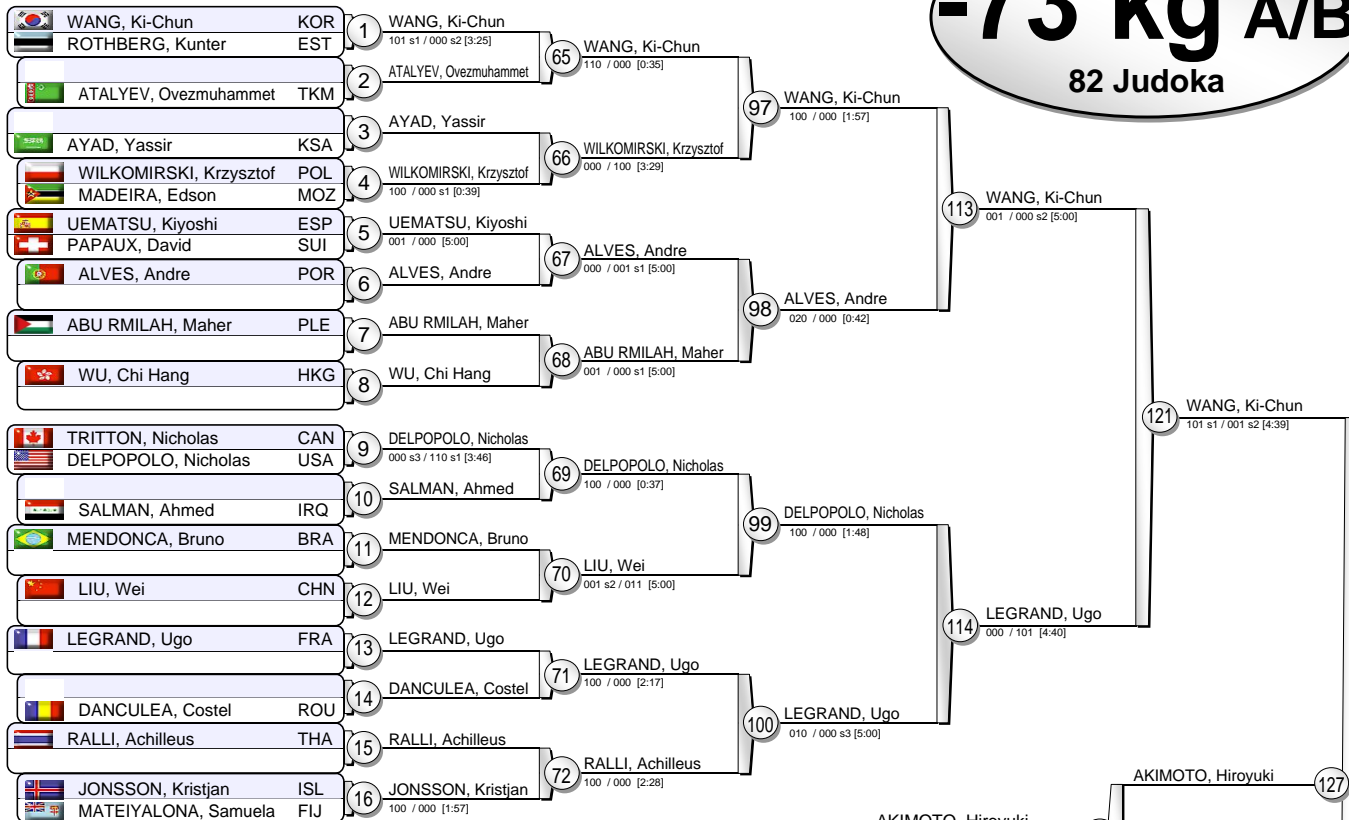 -73 kg A/B
82 Judoka
WANG, Ki-Chun KOR
ROTHBERG, Kunter EST
ATALYEV, Ovezmuhammet TKM
AYAD, Yassir KSA
WILKOMIRSKI, Krzysztof POL
MADEIRA, Edson MOZ
UEMATSU, Kiyoshi ESP
PAPAUX, David SUI
ALVES, Andre POR
ABU RMILAH, Maher PLE
WU, Chi Hang HKG
TRITTON, Nicholas CAN
DELPOPOLO, Nicholas USA
SALMAN, Ahmed IRQ
MENDONCA, Bruno BRA
LIU, Wei CHN
LEGRAND, Ugo FRA
DANCULEA, Costel ROU
RALLI, Achilleus THA
JONSSON, Kristjan ISL
MATEIYALONA, Samuela FIJ
1 WANG, Ki-Chun
101 s1 / 000 s2 [3:25]
2 ATALYEV, Ovezmuhammet
3 AYAD, Yassir
4 WILKOMIRSKI, Krzysztof
100 / 000 s1 [0:39]
5 UEMATSU, Kiyoshi
001 / 000 [5:00]
6 ALVES, Andre
7 ABU RMILAH, Maher
8 WU, Chi Hang
9 DELPOPOLO, Nicholas
000 s3 / 110 s1 [3:46]
10 SALMAN, Ahmed
11 MENDONCA, Bruno
12 LIU, Wei
13 LEGRAND, Ugo
14 DANCULEA, Costel
15 RALLI, Achilleus
16 JONSSON, Kristjan
100 / 000 [1:57]
65 WANG, Ki-Chun
110 / 000 [0:35]
66 WILKOMIRSKI, Krzysztof
000 / 100 [3:29]
67 ALVES, Andre
000 / 001 s1 [5:00]
68 ABU RMILAH, Maher
001 / 000 s1 [5:00]
69 DELPOPOLO, Nicholas
100 / 000 [0:37]
70 LIU, Wei
001 s2 / 011 [5:00]
71 LEGRAND, Ugo
100 / 000 [2:17]
72 RALLI, Achilleus
100 / 000 [2:28]
97 WANG, Ki-Chun
100 / 000 [1:57]
98 ALVES, Andre
020 / 000 [0:42]
99 DELPOPOLO, Nicholas
100 / 000 [1:48]
100 LEGRAND, Ugo
010 / 000 s3 [5:00]
113 WANG, Ki-Chun
001 / 000 s2 [5:00]
114 LEGRAND, Ugo
000 / 101 [4:40]
121 WANG, Ki-Chun
101 s1 / 001 s2 [4:39]
AKIMOTO, Hiroyuki 127
AKIMOTO, Hiroyuki